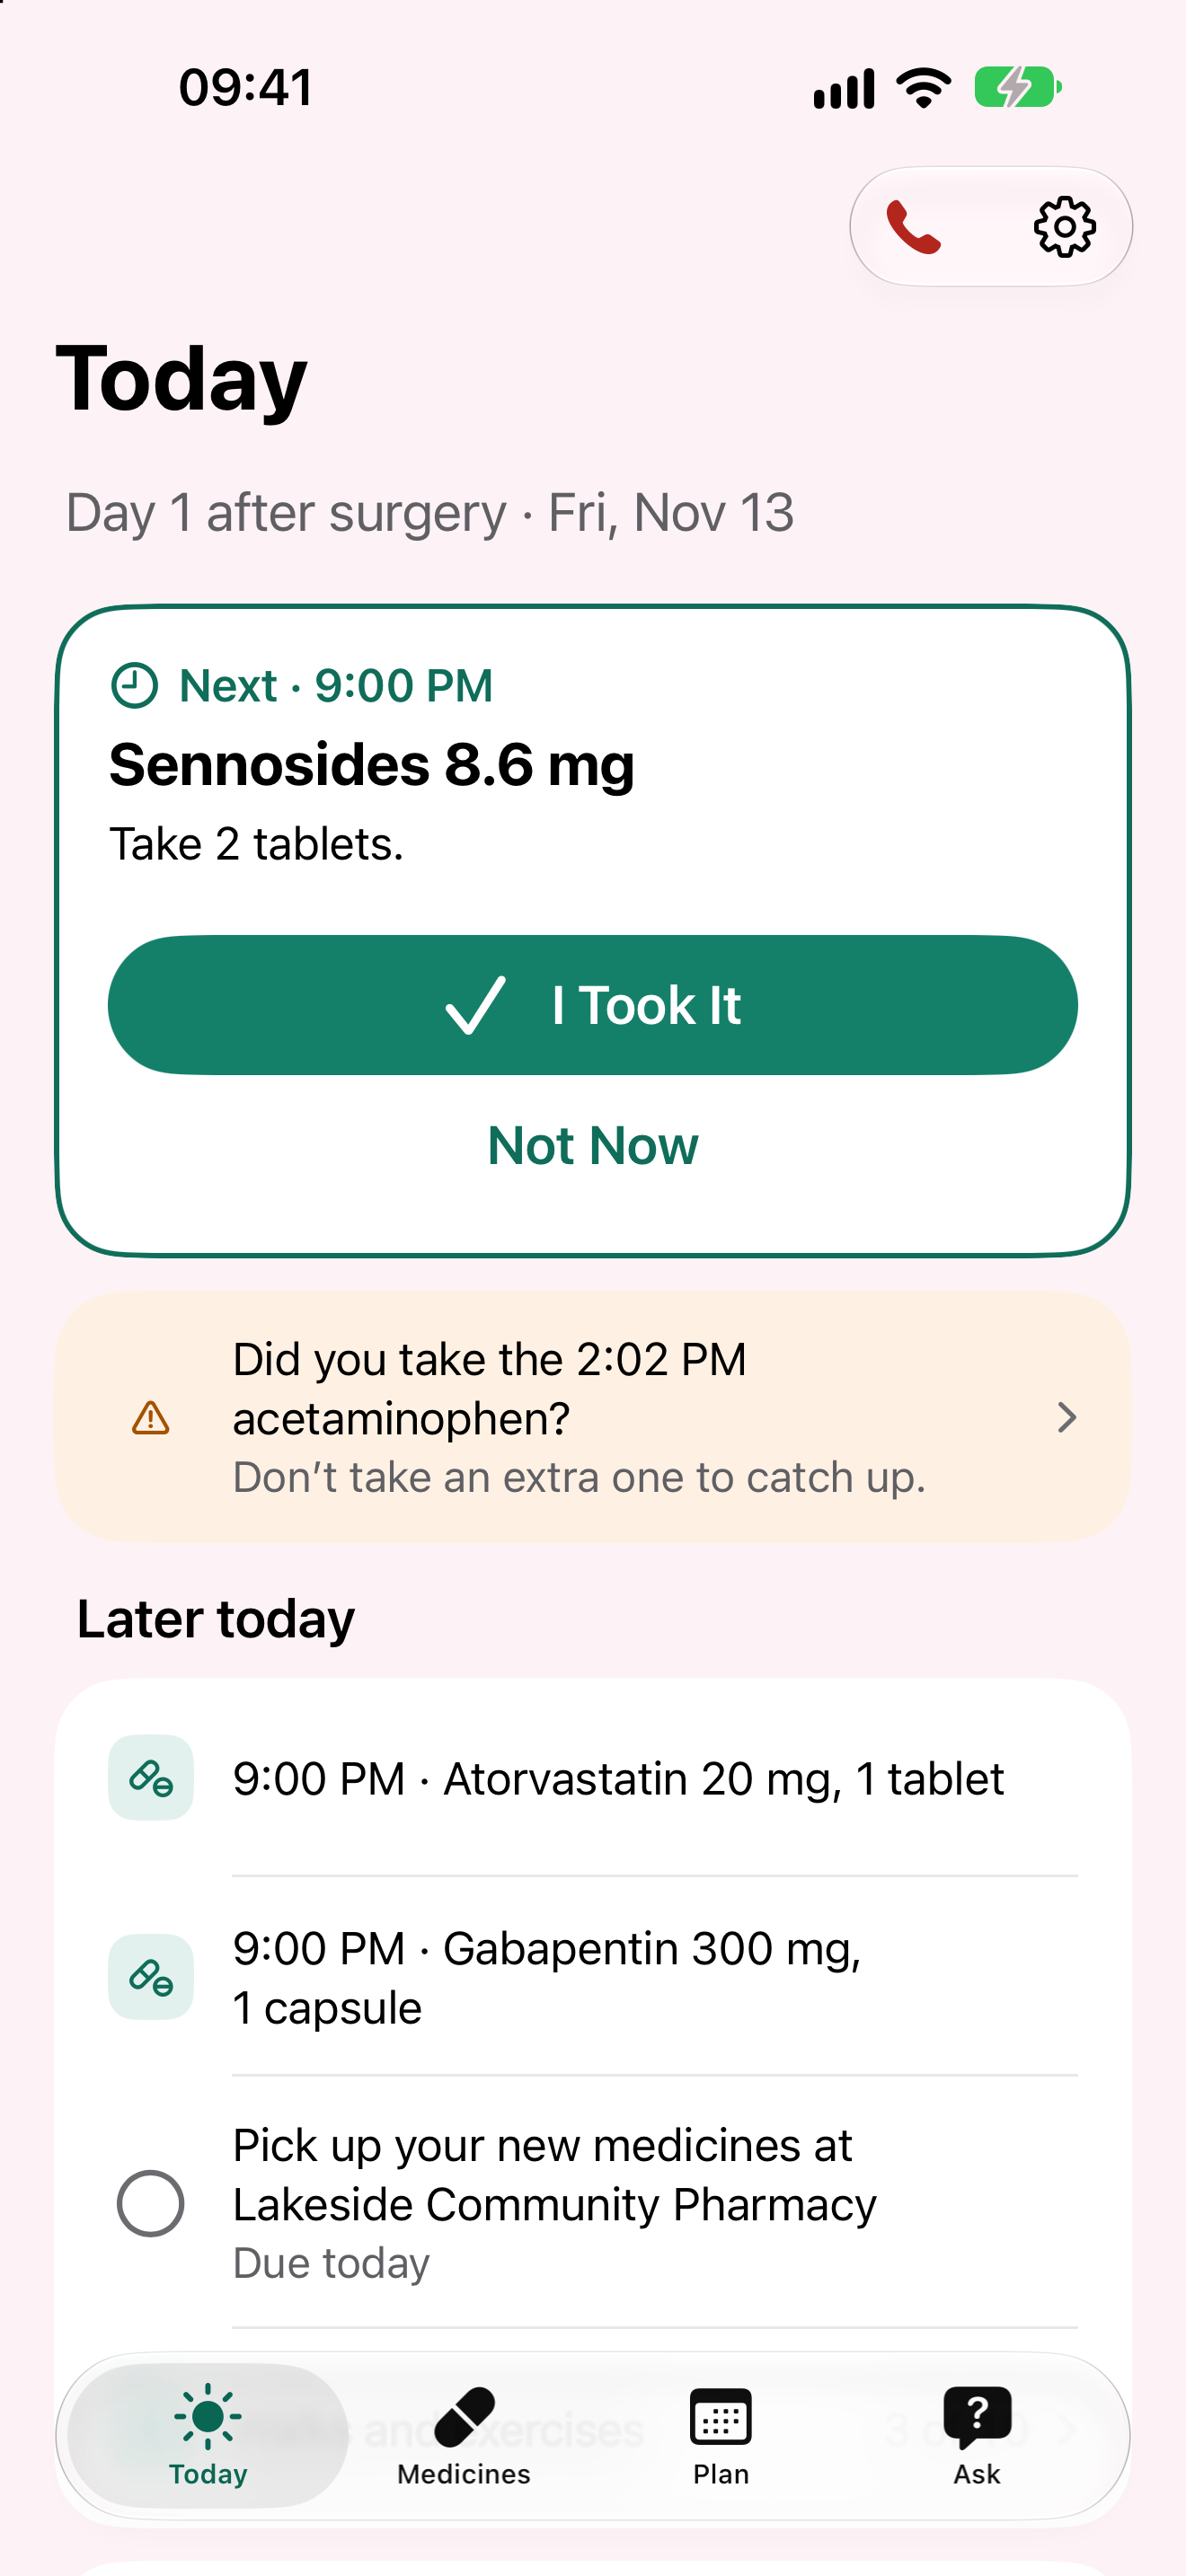 09:41
Today
Day 1 after surgery · Fri, Nov 13
Next · 9:00 PM
Sennosides 8.6 mg
Take 2 tablets.
I Took It
Not Now
Did you take the 2:02 PM
acetaminophen?
Don’t take an extra one to catch up.
Later today
9:00 PM · Atorvastatin 20 mg, 1 tablet
9:00 PM · Gabapentin 300 mg,
1 capsule
Pick up your new medicines at
Lakeside Community Pharmacy
Due today
and exercises
Today
Medicines
Plan
Ask